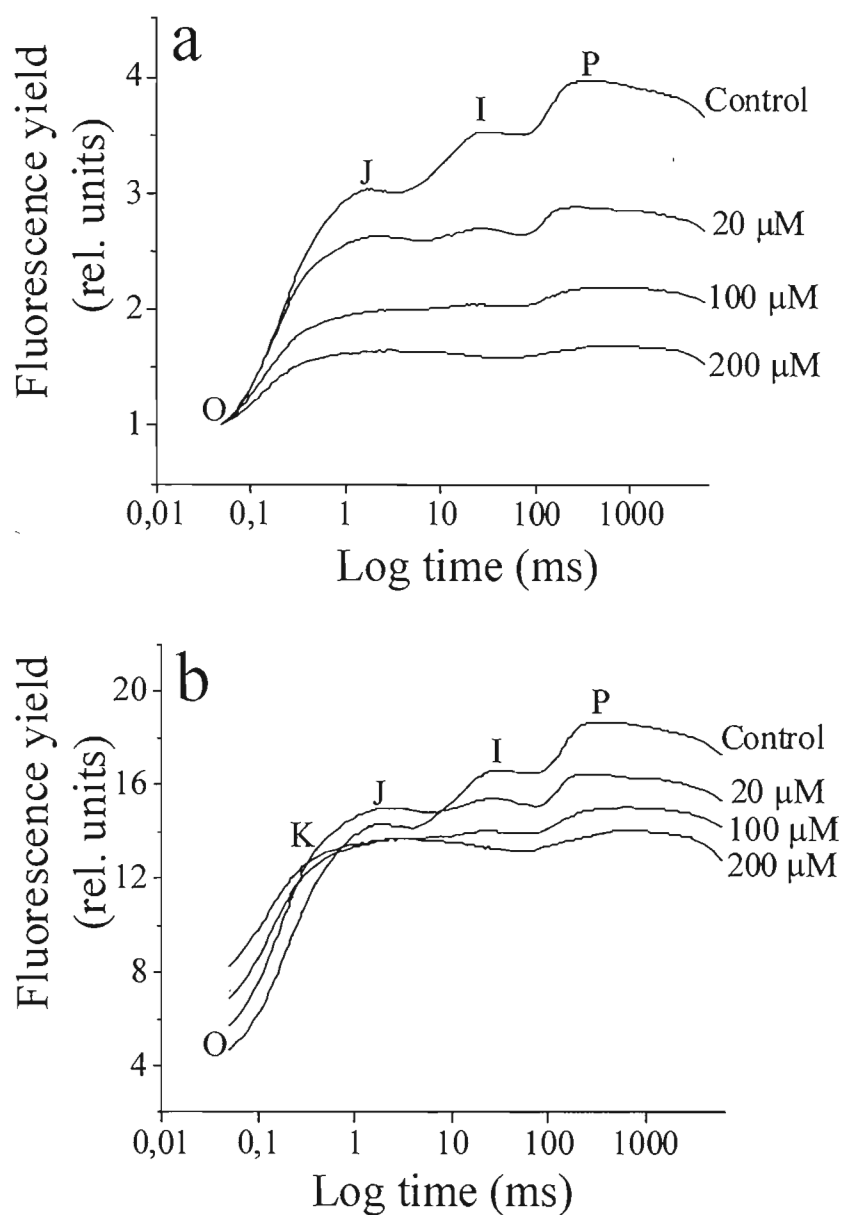 a
Fluorescence yield
(rel. units)
4
3
2
1
O
J
I
P
Control
20 µM
100 µM
200 µM
0,01 0,1 1 10 100 1000
Log time (ms)
b
Fluorescence yield
(rel. units)
20
16
12
8
4
O
K
J
I
P
Control
20 µM
100 µM
200 µM
0,01 0,1 1 10 100 1000
Log time (ms)